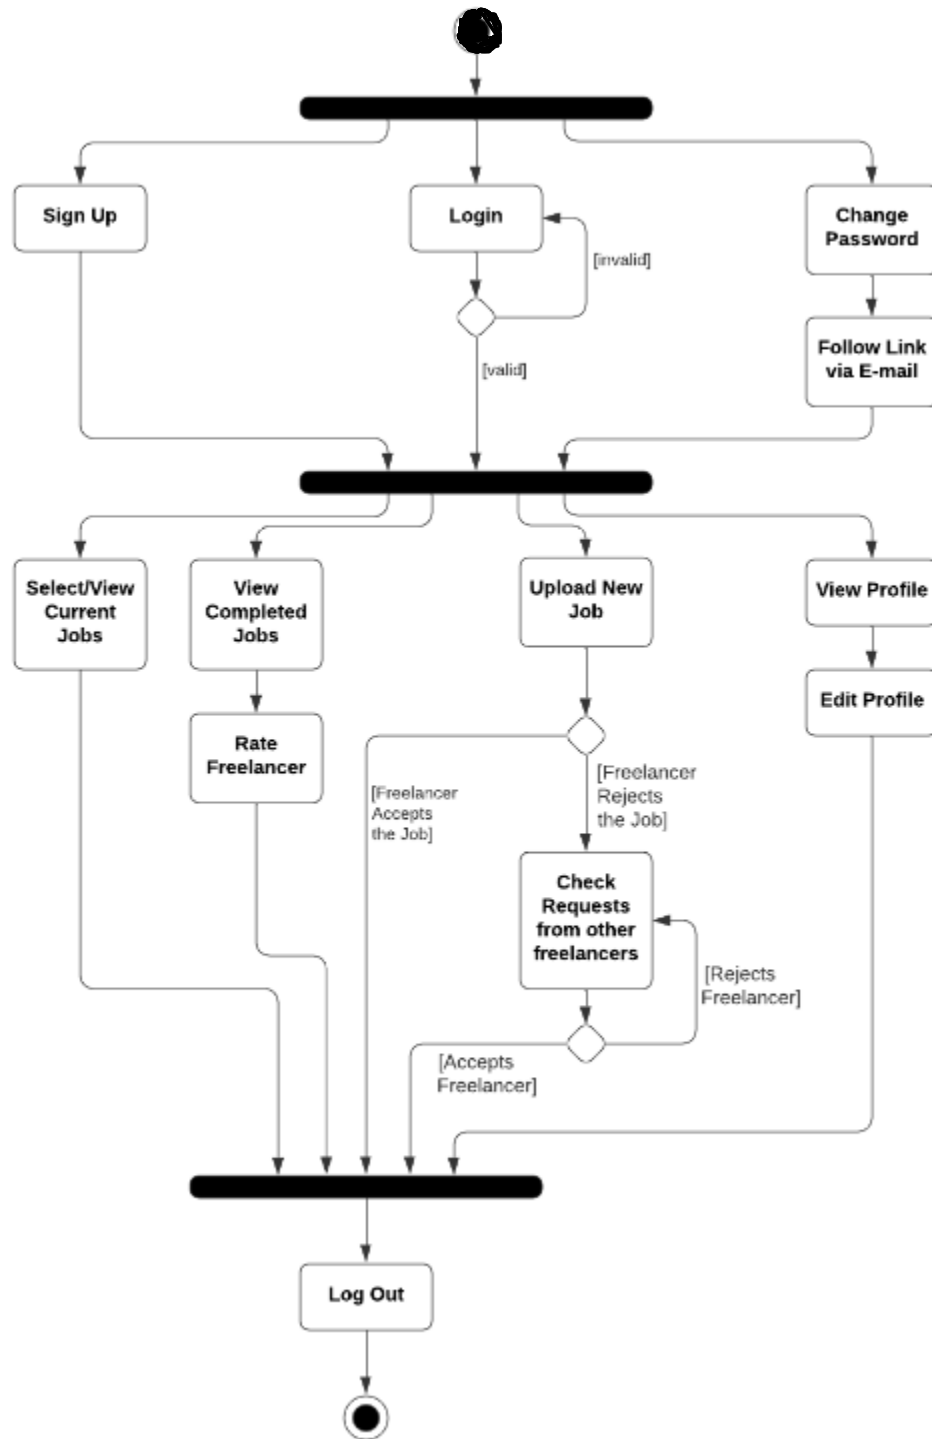 Sign Up
Login
Change
Password
[invalid]
Follow Link
via E-mail
[valid]
Select/View
Current
Jobs
View
Completed
Jobs
Upload New
Job
View Profile
Edit Profile
Rate
Freelancer
[Freelancer
Accepts
the Job]
[Freelancer
Rejects
the Job]
Check
Requests
from other
freelancers
[Rejects
Freelancer]
[Accepts
Freelancer]
Log Out